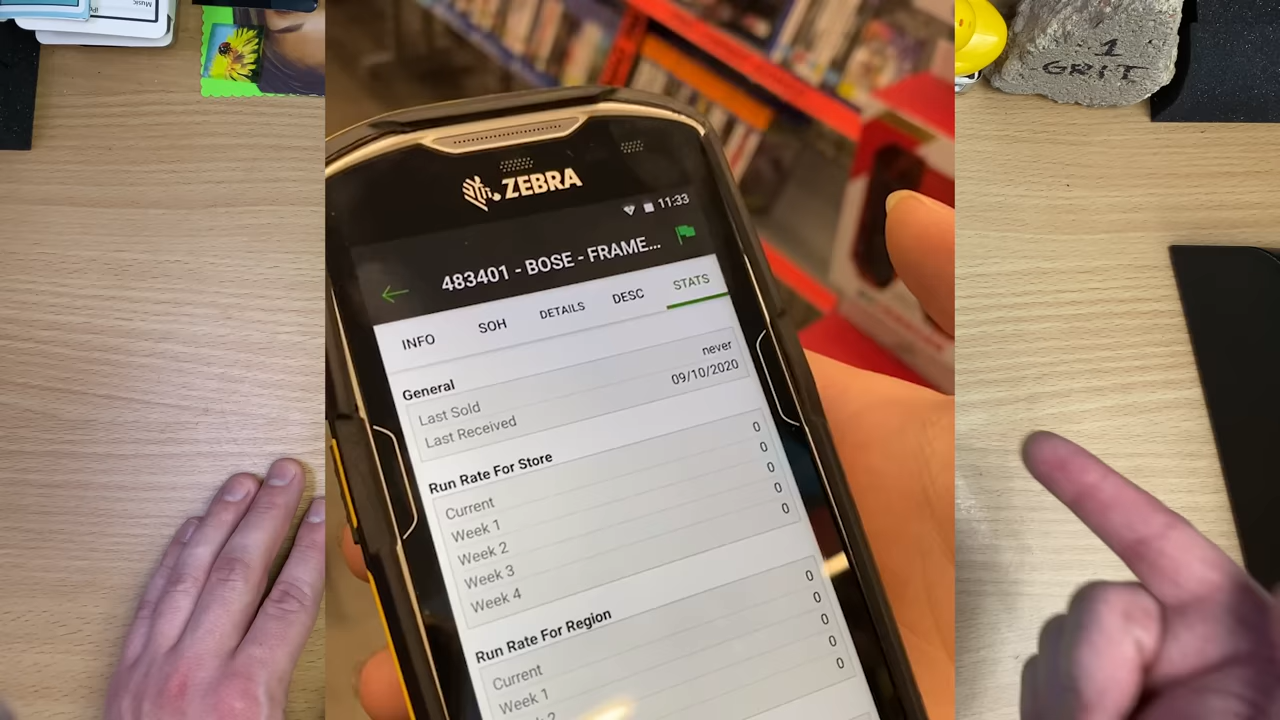 Music
1
GRIT
ZEBRA
11:33
483401 - BOSE - FRAME...
INFO SOH DETAILS DESC STATS
General
Last Sold never
Last Received 09/10/2020
Run Rate For Store
Current 0
Week 1 0
Week 2 0
Week 3 0
Week 4 0
Run Rate For Region
Current 0
Week 1 0
0
0
0